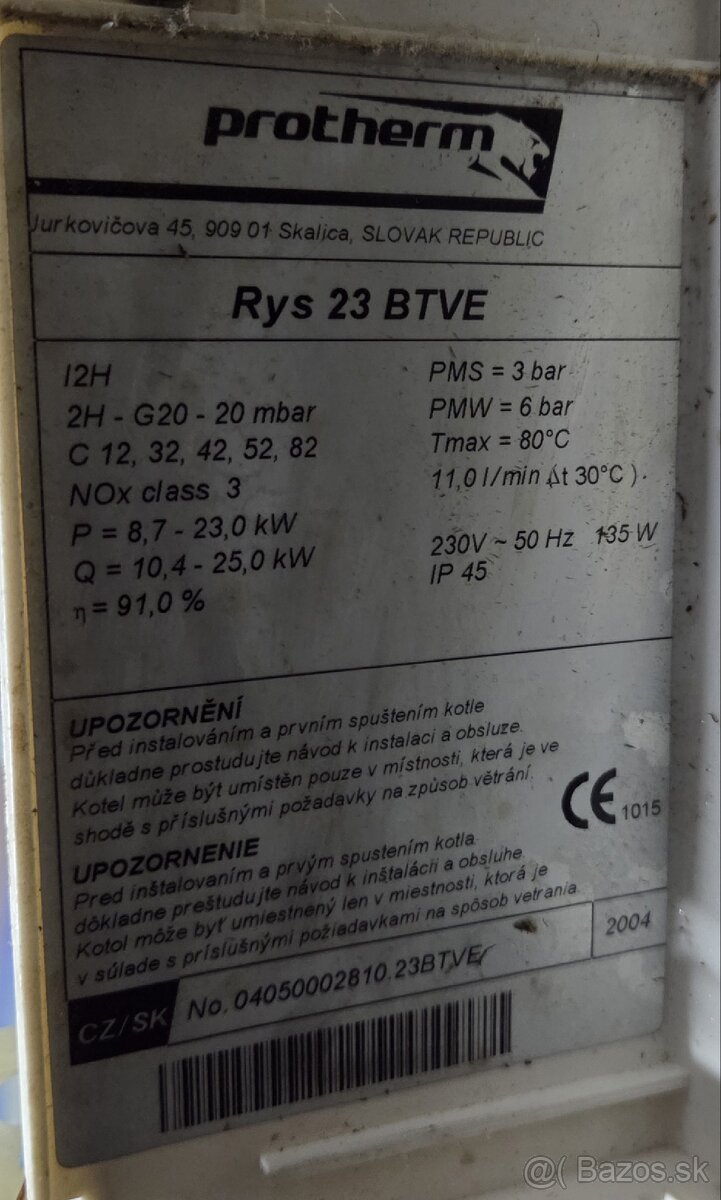 protherm
Jurkovičova 45, 909 01 Skalica, SLOVAK REPUBLIC
Rys 23 BTVE
I2H
2H - G20 - 20 mbar
C 12, 32, 42, 52, 82
NOx class 3
P = 8,7 - 23,0 kW
Q = 10,4 - 25,0 kW
η = 91,0 %
PMS = 3 bar
PMW = 6 bar
Tmax = 80°C
11,0 l/min (Δt 30°C).
230V ~ 50 Hz 135 W
IP 45
UPOZORNĚNÍ
Před instalováním a prvním spuštením kotle
důkladne prostudujte návod k instalaci a obsluze.
Kotel může být umístěn pouze v místnosti, která je ve
shodě s příslušnými požadavky na způsob větrání.
UPOZORNENIE
Pred inštalovaním a prvým spustením kotla
dôkladne preštudujte návod k inštalácii a obsluhe.
Kotol môže byť umiestnený len v miestnosti, ktorá je
v súlade s príslušnými požiadavkami na spôsob vetrania.
CE 1015
2004
CZ/SK No. 04050002810.23BTVE
@( Bazos.sk